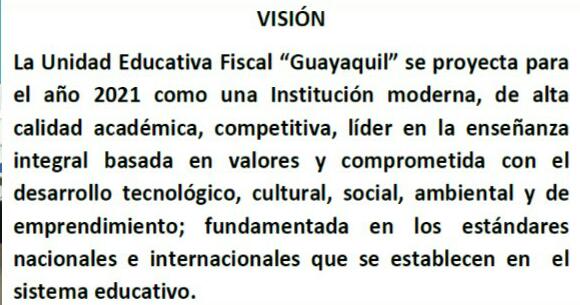 VISIÓN
La Unidad Educativa Fiscal “Guayaquil” se proyecta para
el año 2021 como una Institución moderna, de alta
calidad académica, competitiva, líder en la enseñanza
integral basada en valores y comprometida con el
desarrollo tecnológico, cultural, social, ambiental y de
emprendimiento; fundamentada en los estándares
nacionales e internacionales que se establecen en el
sistema educativo.